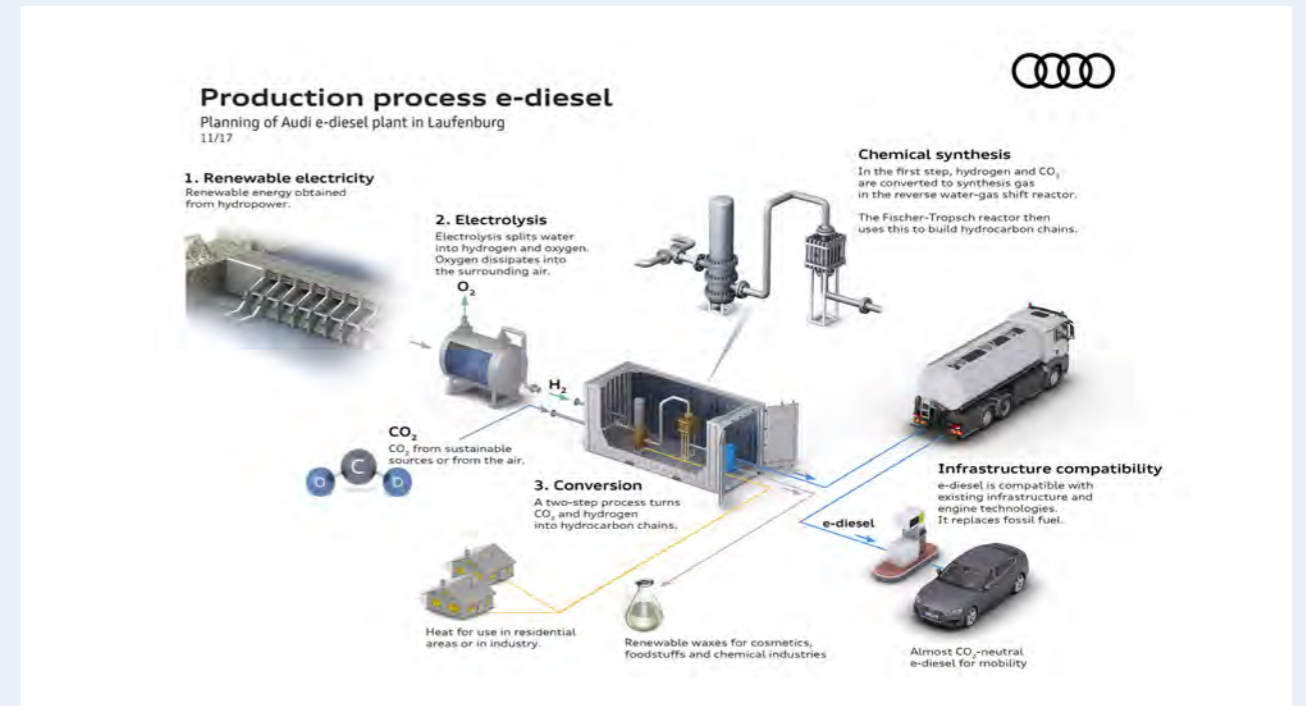 Production process e-diesel
Planning of Audi e-diesel plant in Laufenburg
11/17
1. Renewable electricity
Renewable energy obtained
from hydropower.
2. Electrolysis
Electrolysis splits water
into hydrogen and oxygen.
Oxygen dissipates into
the surrounding air.
O₂
H₂
Chemical synthesis
In the first step, hydrogen and CO₂
are converted to synthesis gas
in the reverse water-gas shift reactor.
The Fischer-Tropsch reactor then
uses this to build hydrocarbon chains.
CO₂
CO₂ from sustainable
sources or from the air.
O C O
3. Conversion
A two-step process turns
CO₂ and hydrogen
into hydrocarbon chains.
Infrastructure compatibility
e-diesel is compatible with
existing infrastructure and
engine technologies.
It replaces fossil fuel.
e-diesel
Heat for use in residential
areas or in industry.
Renewable waxes for cosmetics,
foodstuffs and chemical industries
Almost CO₂-neutral
e-diesel for mobility